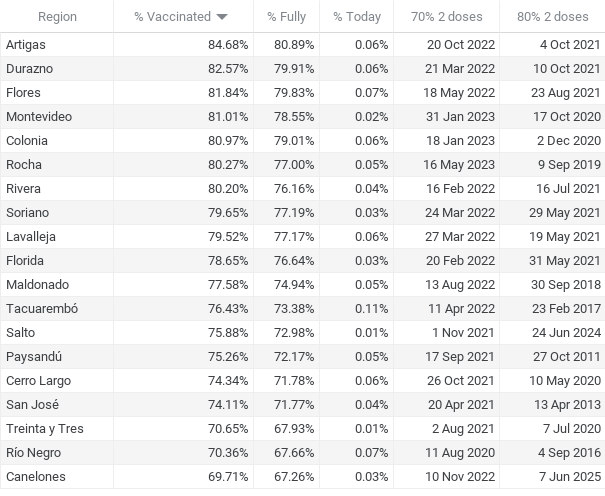 Region % Vaccinated % Fully % Today 70% 2 doses 80% 2 doses
Artigas 84.68% 80.89% 0.06% 20 Oct 2022 4 Oct 2021
Durazno 82.57% 79.91% 0.06% 21 Mar 2022 10 Oct 2021
Flores 81.84% 79.83% 0.07% 18 May 2022 23 Aug 2021
Montevideo 81.01% 78.55% 0.02% 31 Jan 2023 17 Oct 2020
Colonia 80.97% 79.01% 0.06% 18 Jan 2023 2 Dec 2020
Rocha 80.27% 77.00% 0.05% 16 May 2023 9 Sep 2019
Rivera 80.20% 76.16% 0.04% 16 Feb 2022 16 Jul 2021
Soriano 79.65% 77.19% 0.03% 24 Mar 2022 29 May 2021
Lavalleja 79.52% 77.17% 0.06% 27 Mar 2022 19 May 2021
Florida 78.65% 76.64% 0.03% 20 Feb 2022 31 May 2021
Maldonado 77.58% 74.94% 0.05% 13 Aug 2022 30 Sep 2018
Tacuarembó 76.43% 73.38% 0.11% 11 Apr 2022 23 Feb 2017
Salto 75.88% 72.98% 0.01% 1 Nov 2021 24 Jun 2024
Paysandú 75.26% 72.17% 0.05% 17 Sep 2021 27 Oct 2011
Cerro Largo 74.34% 71.78% 0.06% 26 Oct 2021 10 May 2020
San José 74.11% 71.77% 0.04% 20 Apr 2021 13 Apr 2013
Treinta y Tres 70.65% 67.93% 0.01% 2 Aug 2021 7 Jul 2020
Río Negro 70.36% 67.66% 0.07% 11 Aug 2020 4 Sep 2016
Canelones 69.71% 67.26% 0.03% 10 Nov 2022 7 Jun 2025